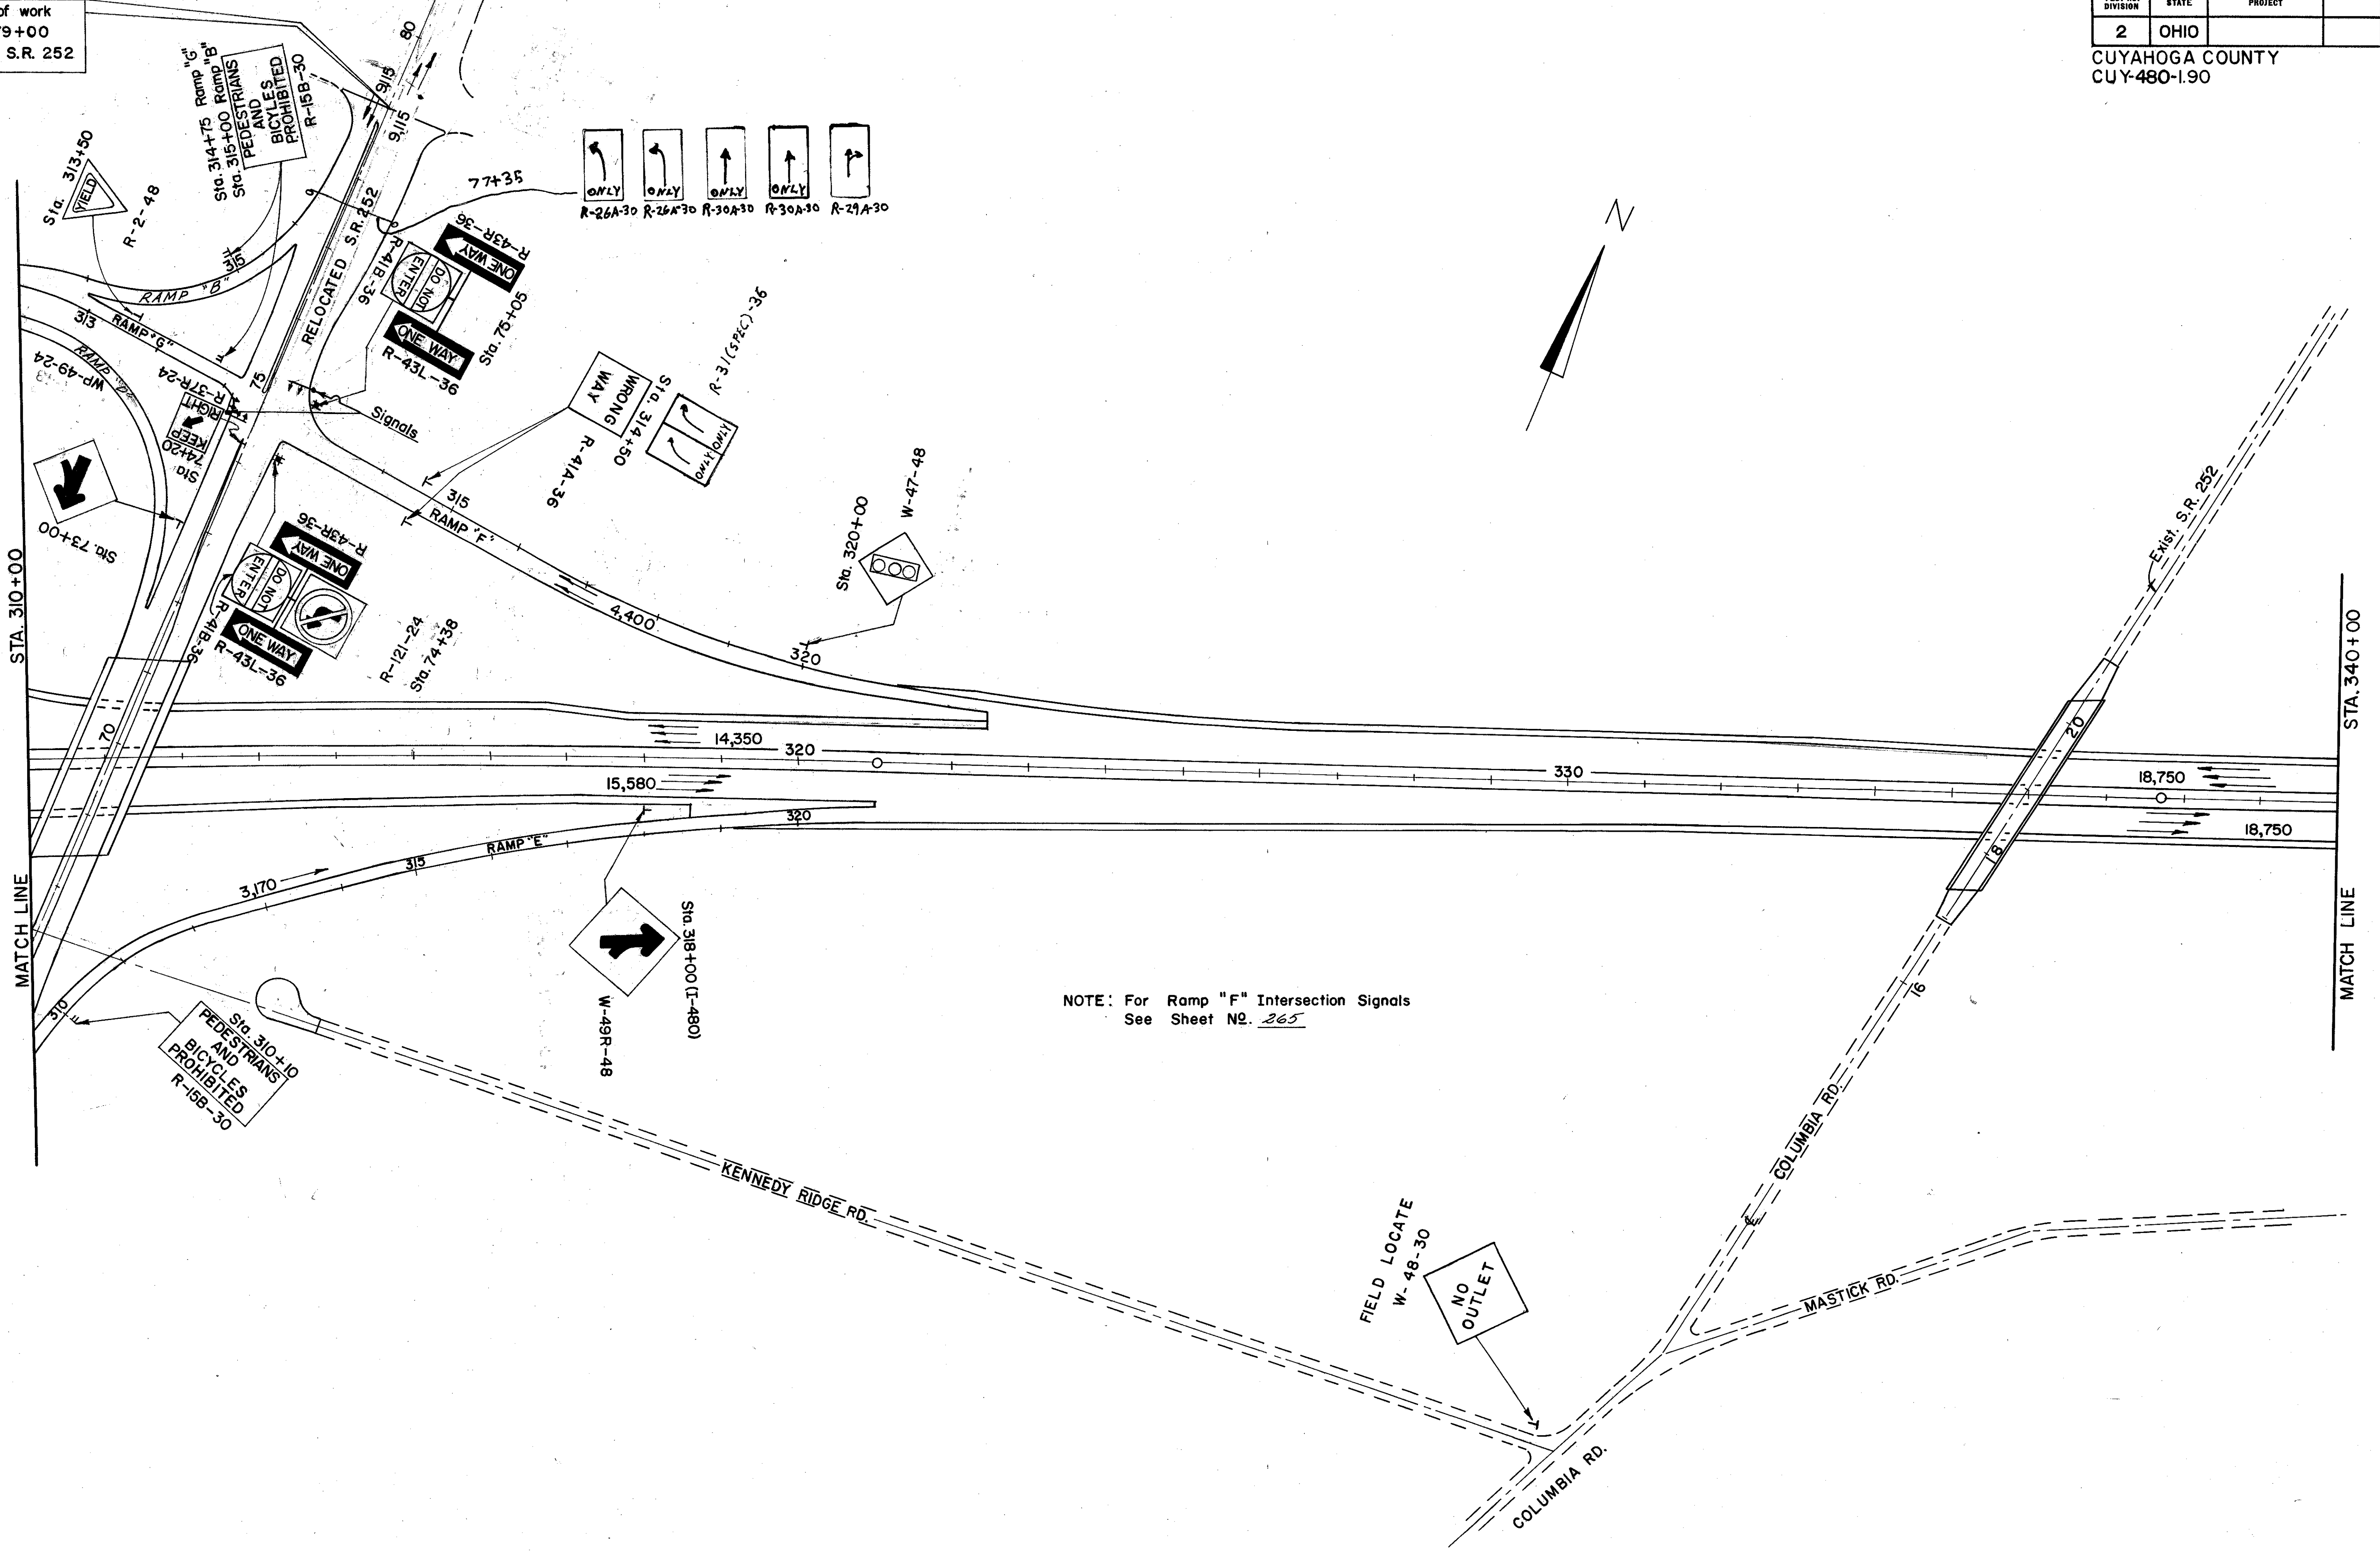 of work
79+00
S.R. 252
DIVISION
STATE
PROJECT
2
OHIO
CUYAHOGA COUNTY
CUY-480-1.90
80
9,115
9,115
Sta. 314+75 Ramp "G"
Sta. 315+00 Ramp "B"
PEDESTRIANS
AND
BICYCLES
PROHIBITED
R-15B-30
Sta. 313+50
YIELD
R-2-48
77+35
ONLY
ONLY
ONLY
ONLY
R-26A-30
R-26A-30
R-30A-30
R-30A-30
R-29A-30
N
315
RAMP "B"
313
RAMP "G"
RELOCATED S.R. 252
75
R-43R-36
ONE WAY
DO NOT
ENTER
R-41B-36
ONE WAY
R-43L-36
Sta. 75+05
WP-49-24
R-37R-24
KEEP
RIGHT
Sta.
74+20
Signals
WRONG
WAY
R-41A-36
Sta. 314+50
R-3.1(SPEC)-36
ONLY
ONLY
Sta. 73+00
315
RAMP "F"
Sta. 320+00
W-47-48
R-43R-36
ONE WAY
DO NOT
ENTER
R-41B-36
ONE WAY
R-43L-36
R-121-24
Sta. 74+38
4,400
320
STA. 310+00
MATCH LINE
70
14,350
320
330
15,580
320
RAMP "E"
315
3,170
310
Exist. S.R. 252
20
18
18,750
18,750
STA. 340+00
MATCH LINE
Sta. 318+00 (I-480)
W-49R-48
Sta. 310+10
PEDESTRIANS
AND
BICYCLES
PROHIBITED
R-15B-30
NOTE: For Ramp "F" Intersection Signals
See Sheet No. 265
16
COLUMBIA RD.
KENNEDY RIDGE RD.
FIELD LOCATE
W-48-30
NO
OUTLET
MASTICK RD.
COLUMBIA RD.